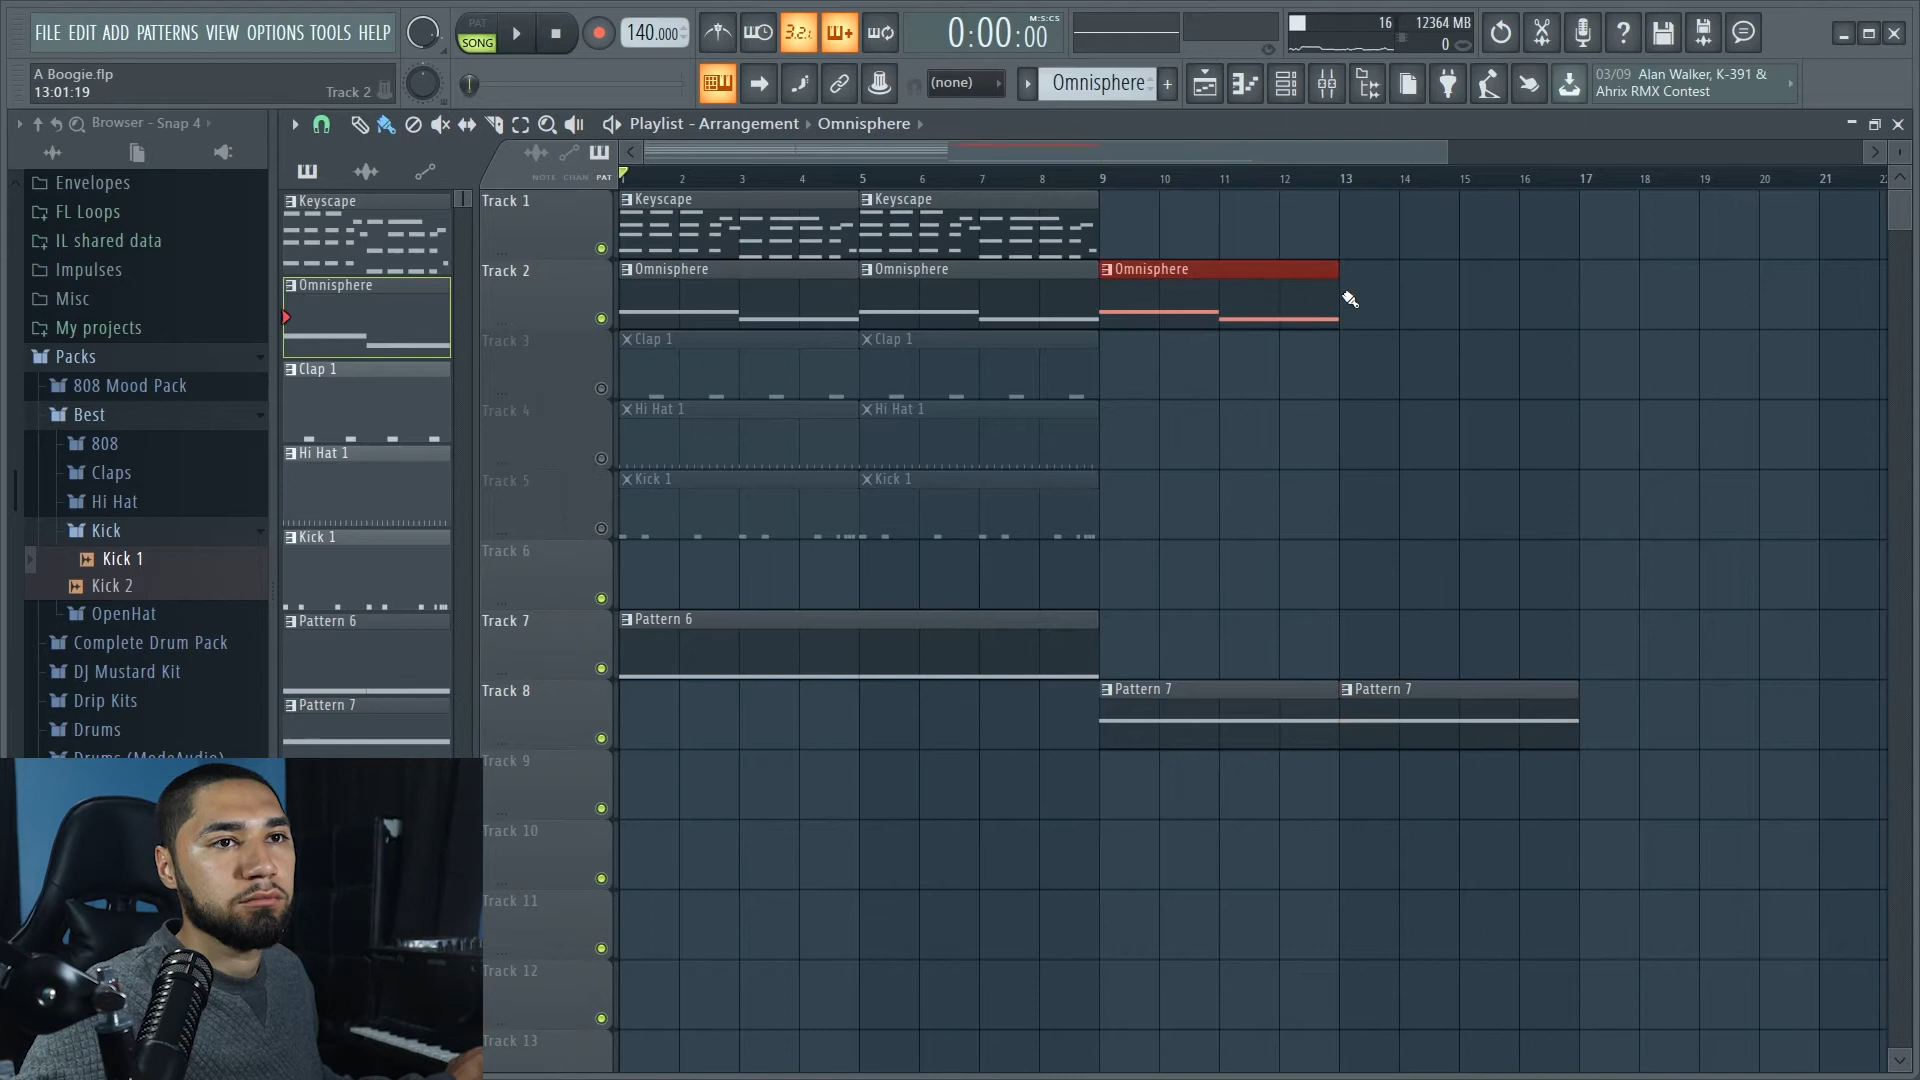 FILE EDIT ADD PATTERNS VIEW OPTIONS TOOLS HELP
PAT
SONG
140.000
3.2.
0:00:00
M:S:CS
16
12364 MB
0
A Boogie.flp
13:01:19
Track 2
(none)
Omnisphere
03/09 Alan Walker, K-391 &
Ahrix RMX Contest
Browser - Snap 4
Playlist - Arrangement
Omnisphere
NOTE CHAN PAT
2 3 4 5 6 7 8 9 10 11 12 13 14 15 16 17 18 19 20 21
Envelopes
FL Loops
IL shared data
Impulses
Misc
My projects
Packs
808 Mood Pack
Best
808
Claps
Hi Hat
Kick
Kick 1
Kick 2
OpenHat
Complete Drum Pack
DJ Mustard Kit
Drip Kits
Drums
Drums (ModeAudio)
Keyscape
Omnisphere
Clap 1
Hi Hat 1
Kick 1
Pattern 6
Pattern 7
Track 1
Keyscape
Keyscape
Track 2
Omnisphere
Omnisphere
Omnisphere
Track 3
Clap 1
Clap 1
Track 4
Hi Hat 1
Hi Hat 1
Track 5
Kick 1
Kick 1
Track 6
Track 7
Pattern 6
Track 8
Pattern 7
Pattern 7
Track 9
Track 10
Track 11
Track 12
Track 13